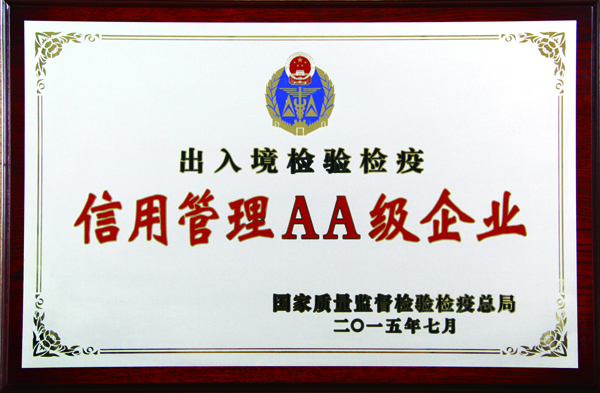 出入境检验检疫
信用管理AA级企业
国家质量监督检验检疫总局
二〇一五年七月